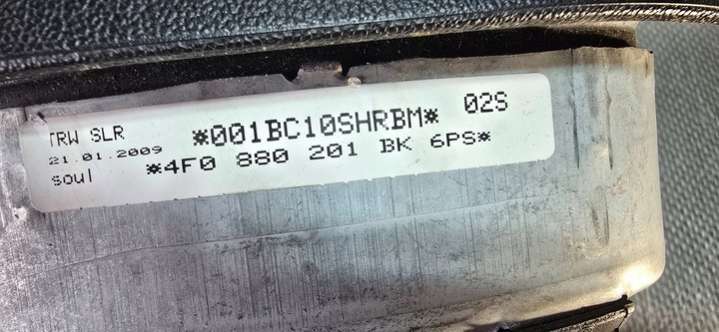 TRW SLR *001BC10SHRBM* 02S
21.01.2009
soul *4F0 880 201 BK 6PS*